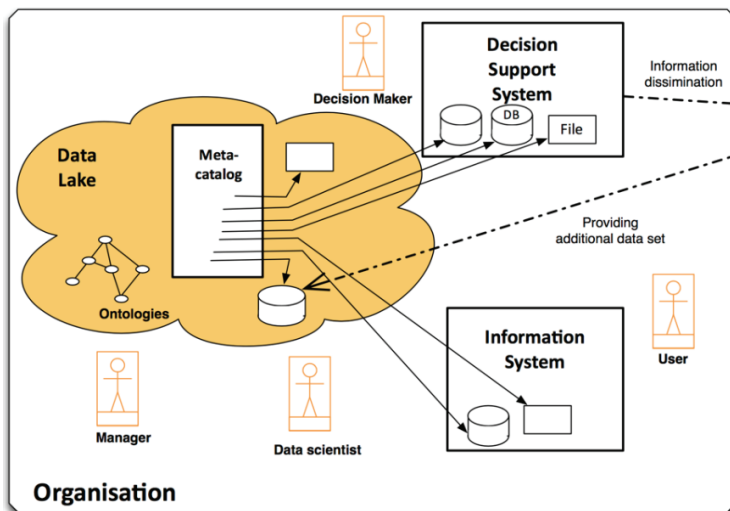 Decision
Support
System
DB
File
Decision Maker
Information
dissimination
Data
Lake
Meta-
catalog
Providing
additional data set
Ontologies
Information
System
User
Manager
Data scientist
Organisation